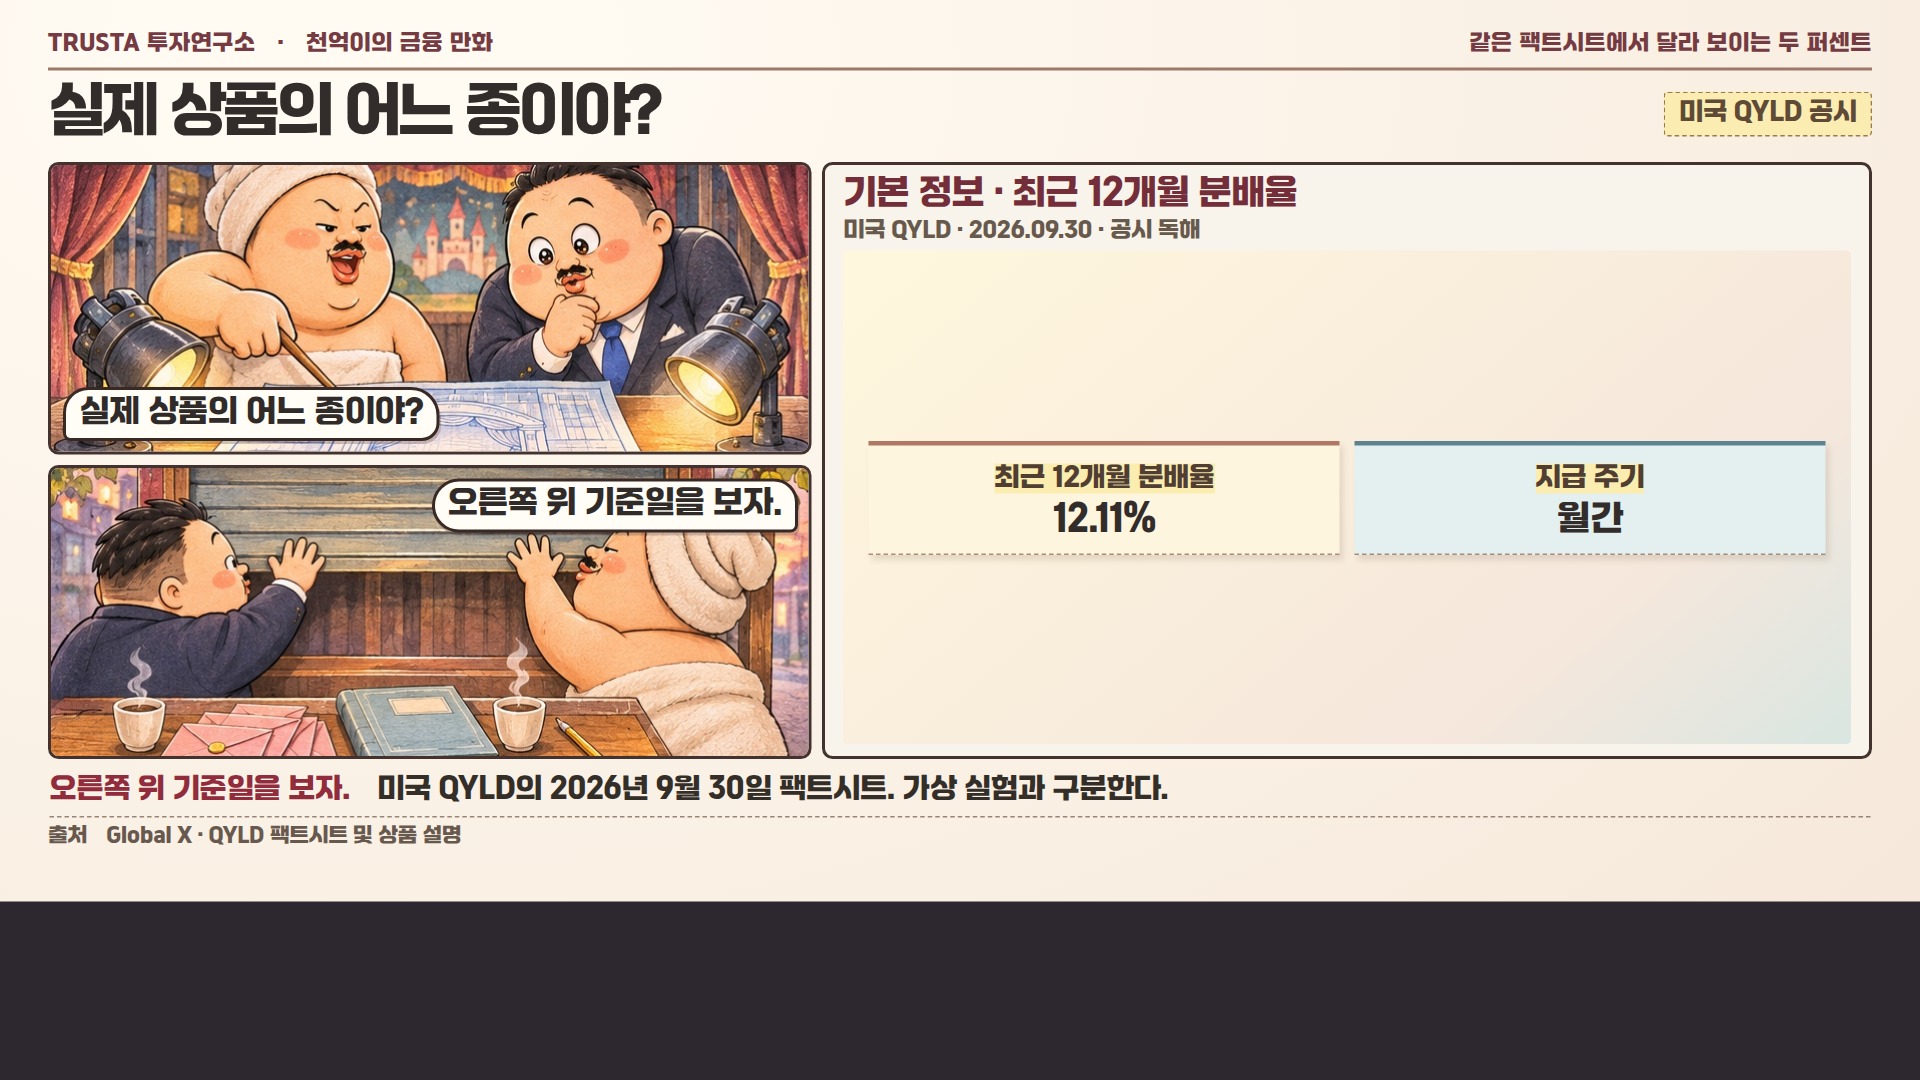 TRUSTA 투자연구소 · 천억이의 금융 만화
같은 팩트시트에서 달라 보이는 두 퍼센트
실제 상품의 어느 종이야?
미국 QYLD 공시
실제 상품의 어느 종이야?
오른쪽 위 기준일을 보자.
기본 정보 · 최근 12개월 분배율
미국 QYLD · 2026.09.30 · 공시 독해
최근 12개월 분배율
12.11%
지급 주기
월간
오른쪽 위 기준일을 보자. 미국 QYLD의 2026년 9월 30일 팩트시트. 가상 실험과 구분한다.
출처 Global X · QYLD 팩트시트 및 상품 설명